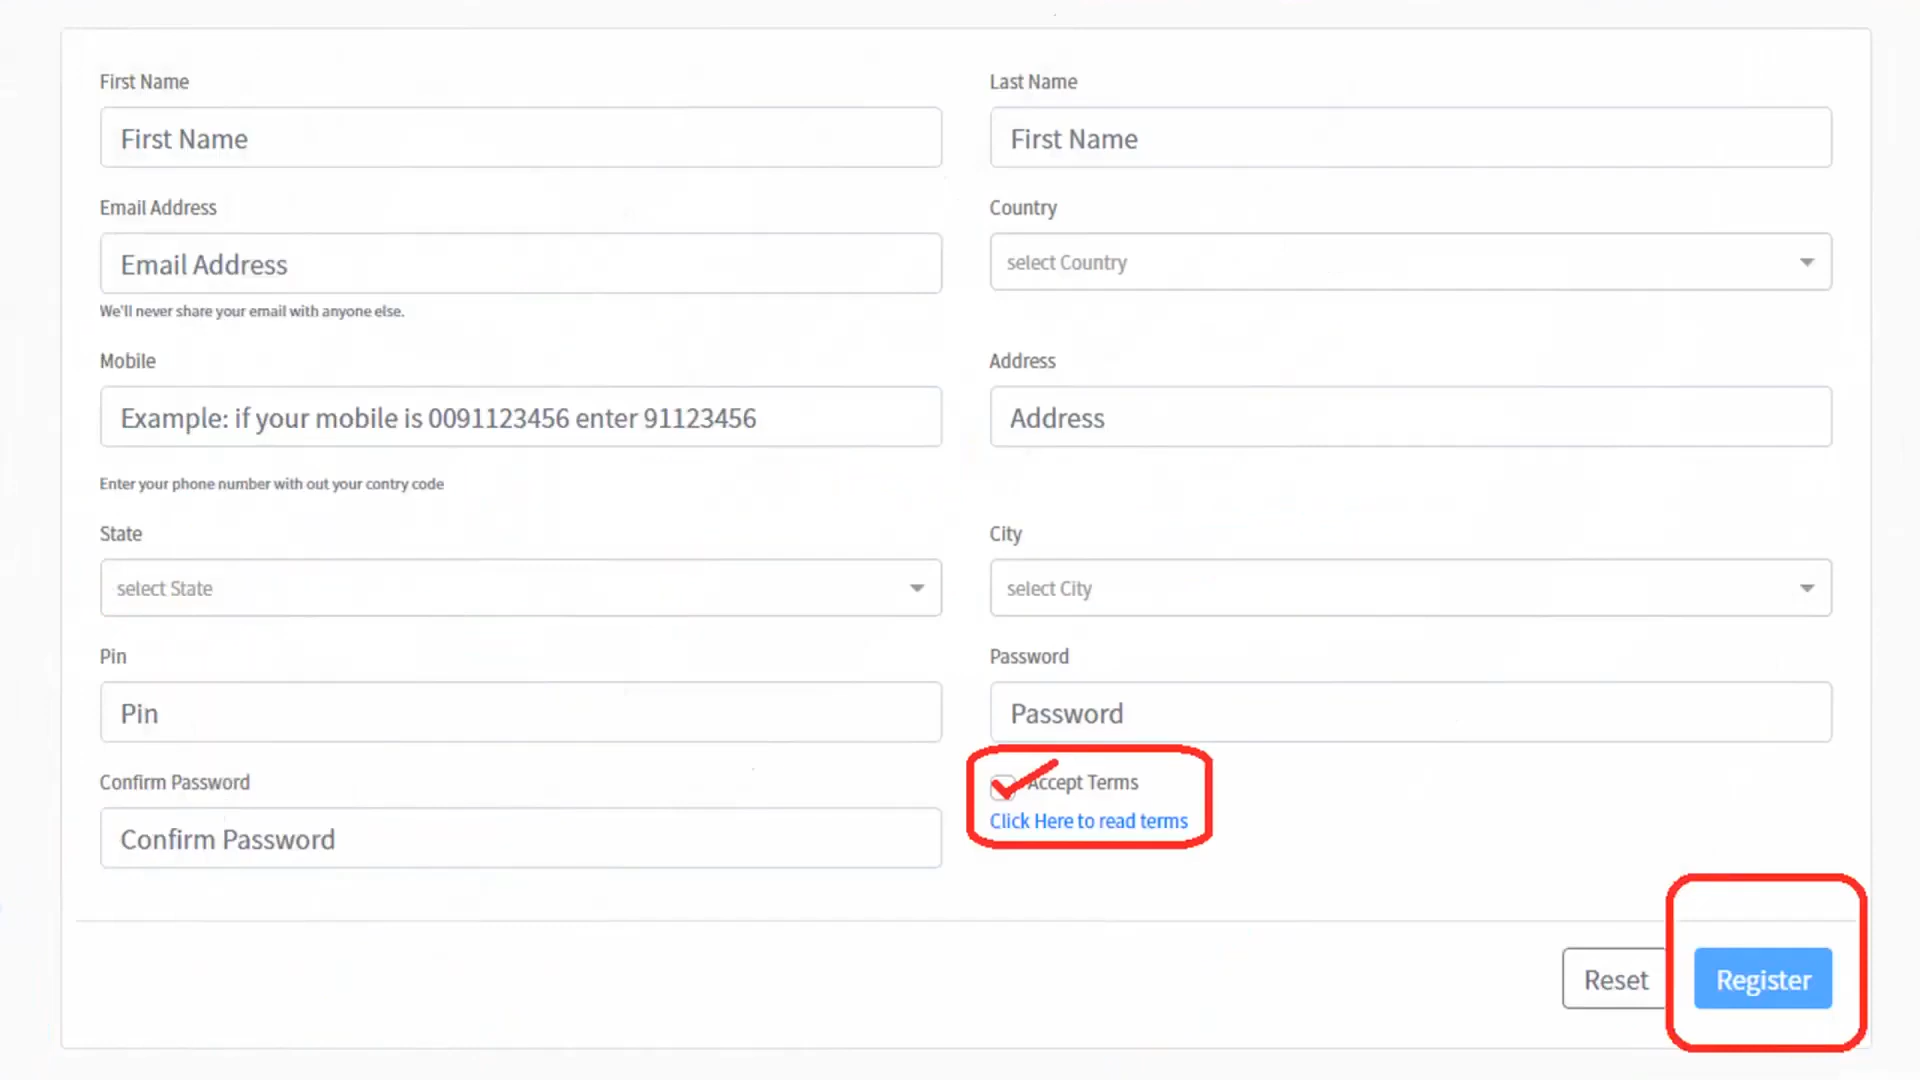 First Name
Last Name
First Name
First Name
Email Address
Country
Email Address
select Country
We'll never share your email with anyone else.
Mobile
Address
Example: if your mobile is 0091123456 enter 91123456
Address
Enter your phone number with out your contry code
State
City
select State
select City
Pin
Password
Pin
Password
Confirm Password
Accept Terms
Click Here to read terms
Confirm Password
Reset
Register